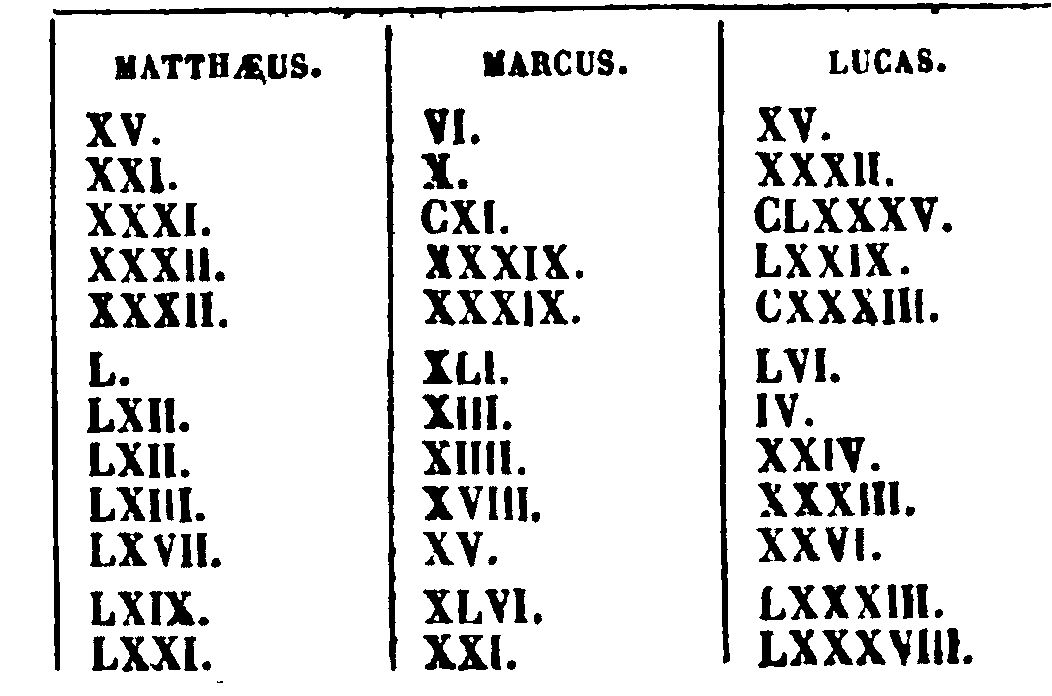 MATTHÆUS. MARCUS. LUCAS.
XV. VI. XV.
XXI. X. XXXII.
XXXI. CXI. CLXXXV.
XXXII. XXXIX. LXXIX.
XXXII. XXXIX. CXXXIII.
L. XLI. LVI.
LXII. XIII. IV.
LXII. XIIII. XXIV.
LXIII. XVIII. XXXIII.
LXVII. XV. XXVI.
LXIX. XLVI. LXXXIII.
LXXI. XXI. LXXXVIII.